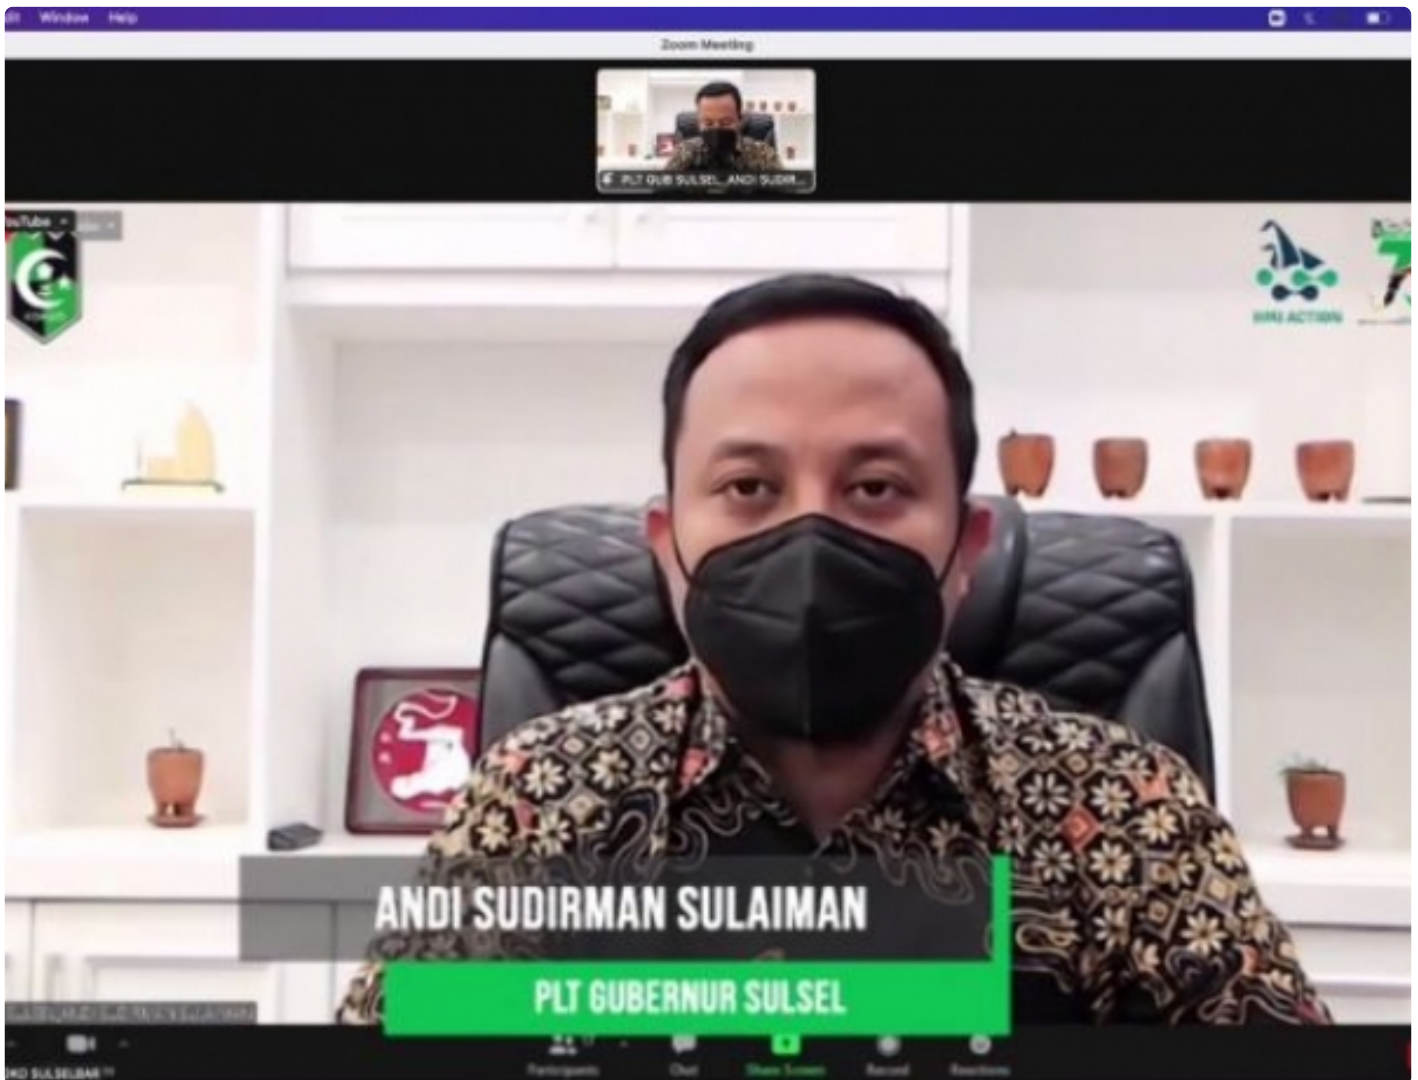 Window Help
Zoom Meeting
PLT GUB SULSEL_ANDI SUDIR...
YouTube
HMI ACTION
ANDI SUDIRMAN SULAIMAN
PLT GUBERNUR SULSEL
Participants
Chat
Share Screen
Record
Reactions
SULSELBAR